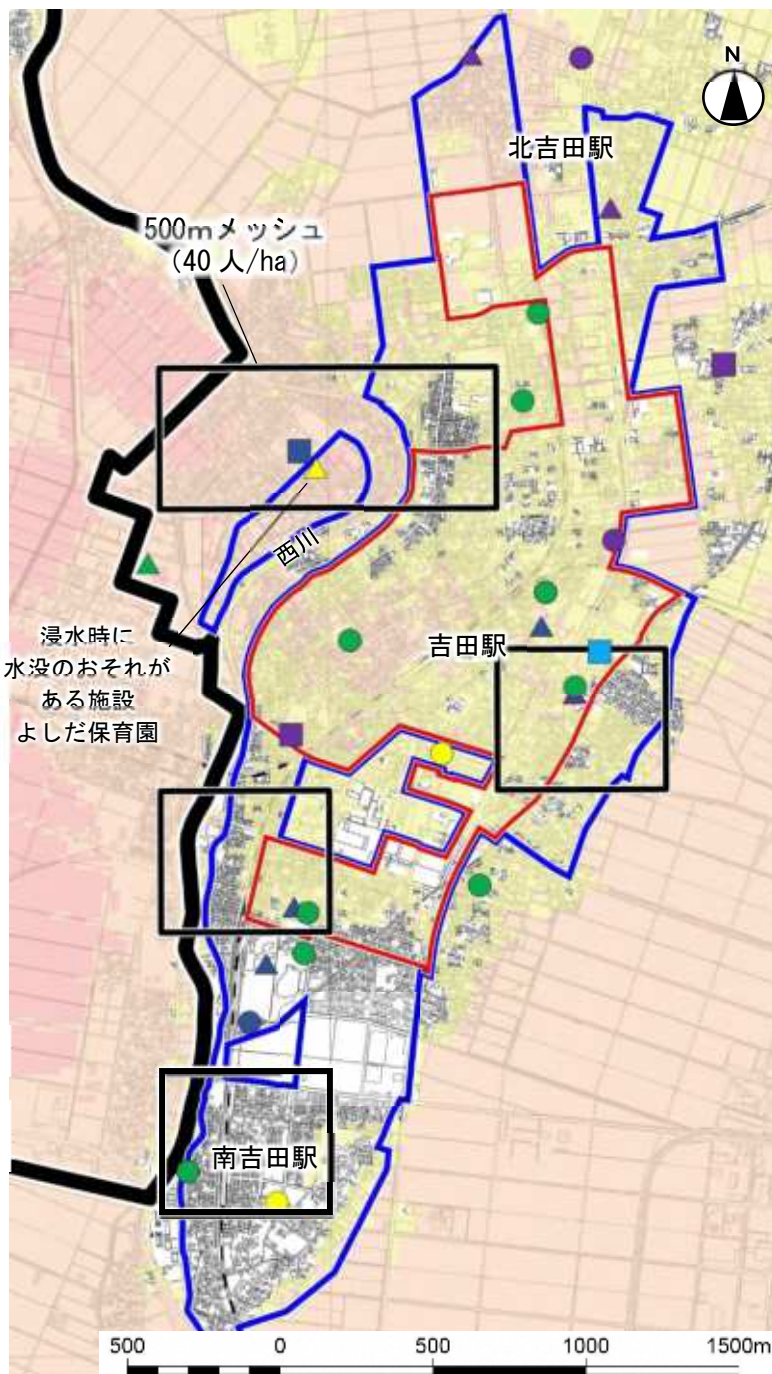 N
北吉田駅
500mメッシュ
（40 人/ha）
西川
浸水時に
水没のおそれが
ある施設
よしだ保育園
吉田駅
南吉田駅
500 0 500 1000 1500m